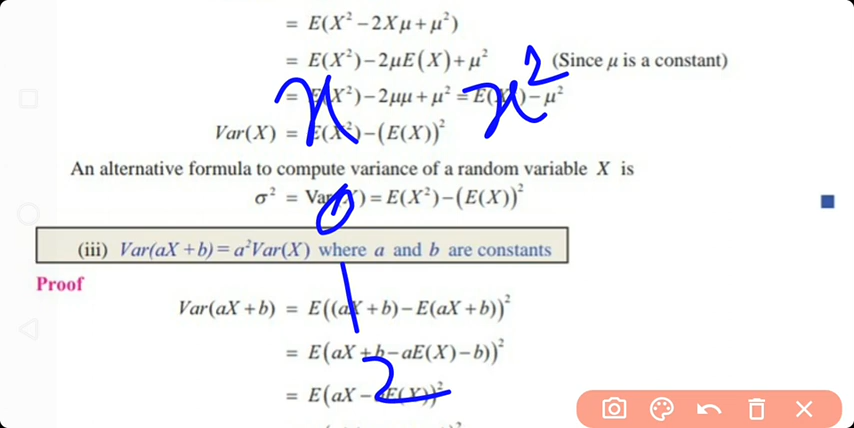 = E(X² − 2Xμ + μ²)
= E(X²) − 2μE(X) + μ² (Since μ is a constant)
= E(X²) − 2μμ + μ² = E(X²) − μ²
x x²
Var(X) = E(X²) − (E(X))²
An alternative formula to compute variance of a random variable X is
σ² = Var(X) = E(X²) − (E(X))²
0
(iii) Var(aX + b) = a²Var(X) where a and b are constants
Proof
1
Var(aX + b) = E((aX + b) − E(aX + b))²
= E(aX + b − aE(X) − b))²
2
= E(aX − aE(X))²